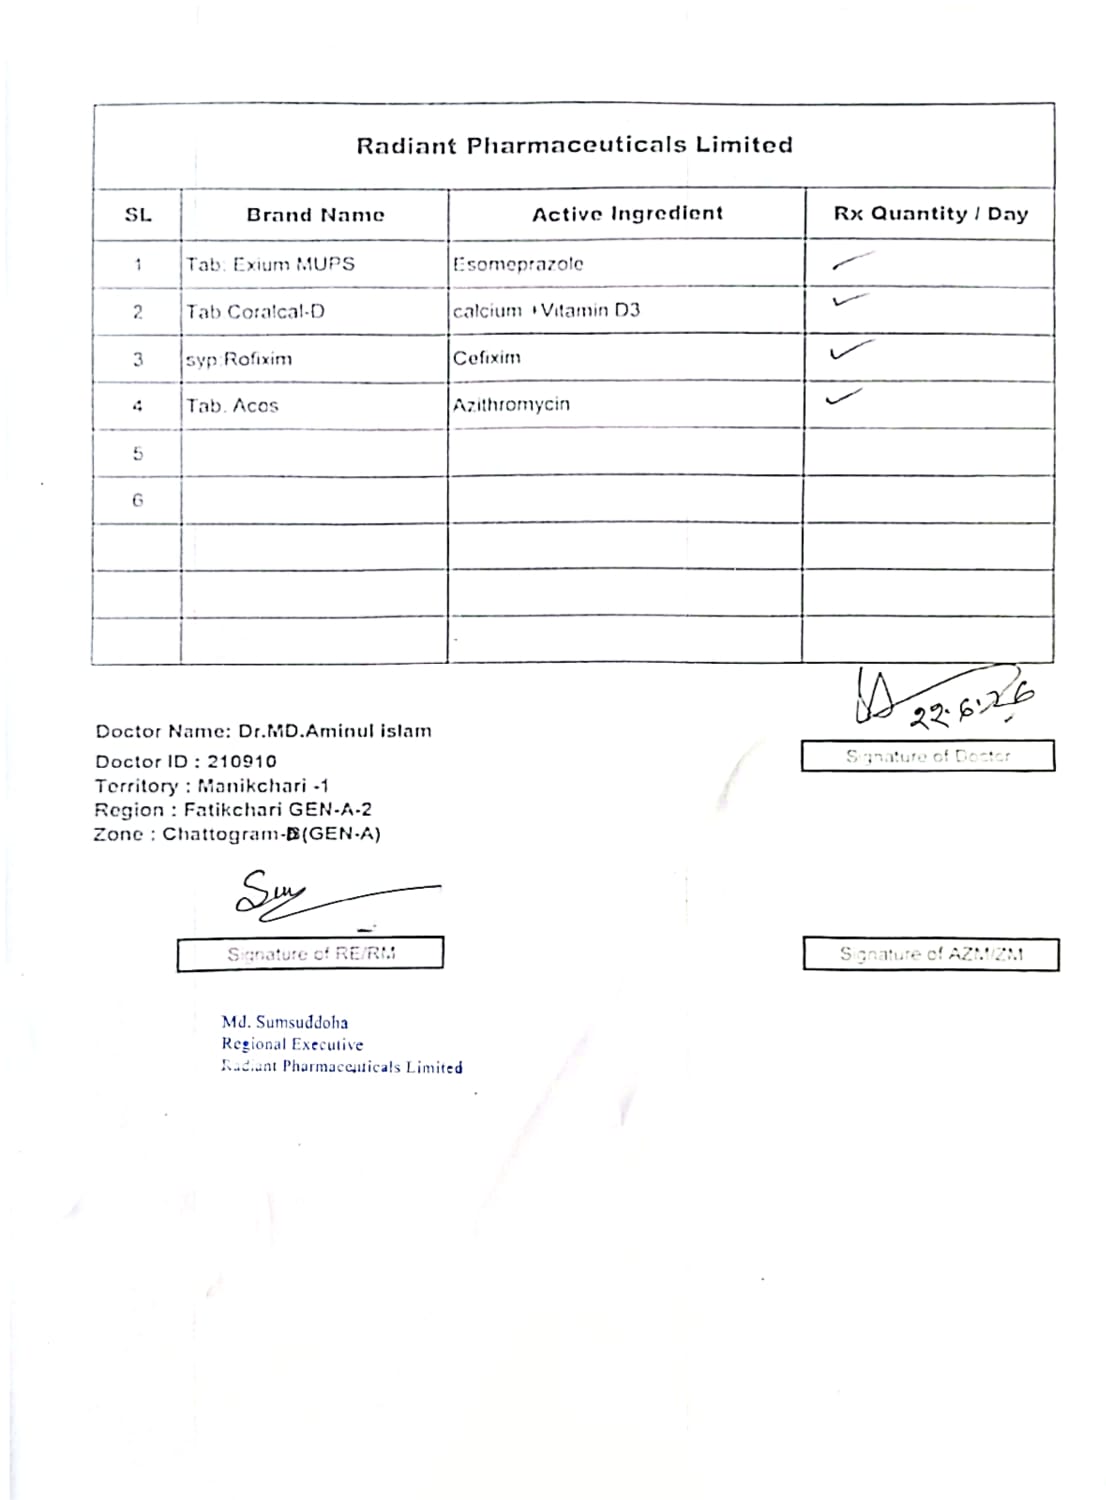 Radiant Pharmaceuticals Limited
SL Brand Name Active Ingredient Rx Quantity / Day
1 Tab. Exium MUPS Esomeprazole
2 Tab Coralcal-D calcium +Vitamin D3
3 syp:Rofixim Cefixim
4 Tab. Acos Azithromycin
5
6
22.6.26
Signature of Doctor
Doctor Name: Dr.MD.Aminul islam
Doctor ID : 210910
Territory : Manikchari -1
Region : Fatikchari GEN-A-2
Zone : Chattogram-B(GEN-A)
Signature of RE/RM
Signature of AZM/ZM
Md. Sumsuddoha
Regional Executive
Radiant Pharmaceuticals Limited